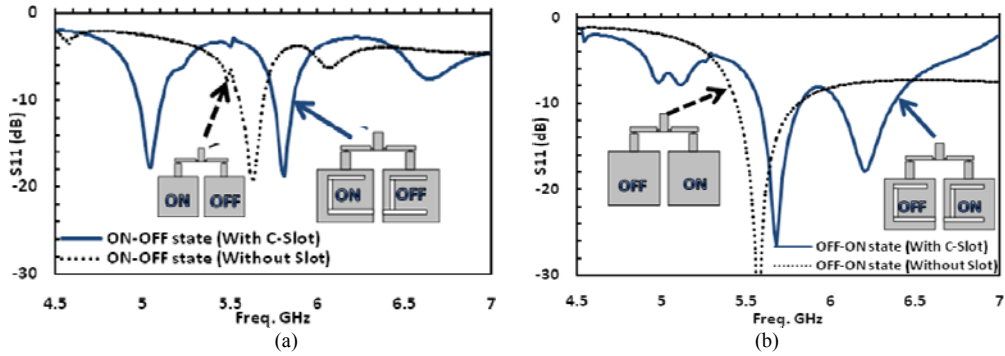 0
-10
-20
-30
S11 (dB)
ON OFF
ON OFF
ON-OFF state (With C-Slot)
ON-OFF state (Without Slot)
4.5 5 5.5 6 6.5 7
Freq. GHz
(a)
0
-10
-20
-30
S11 (dB)
OFF ON
OFF ON
OFF-ON state (With C-Slot)
OFF-ON state (Without Slot)
4.5 5 5.5 6 6.5 7
Freq. GHz
(b)